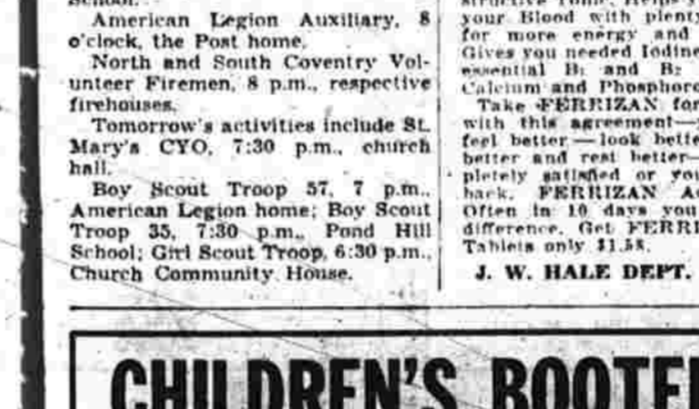 School.
American Legion Auxiliary, 8
o'clock, the Post home.
North and South Coventry Vol-
unteer Firemen, 8 p.m., respective
firehouses.
Tomorrow's activities include St.
Mary's CYO, 7:30 p.m., church
hall.
Boy Scout Troop 57, 7 p.m.,
American Legion home; Boy Scout
Troop 35, 7:30 p.m., Pond Hill
School; Girl Scout Troop, 6:30 p.m.,
Church Community House.
your Blood with plenty
for more energy and
Gives you needed Iodine
essential B1 and B2
Calcium and Phosphoro
Take FERRIZAN for
with this agreement—
feel better—look bette
better and rest better—
pletely satisfied or you
back. FERRIZAN A
Often in 10 days you
difference. Get FERRI
Tablets only $1.58.
J. W. HALE DEPT.
CHILDREN'S BOOTE